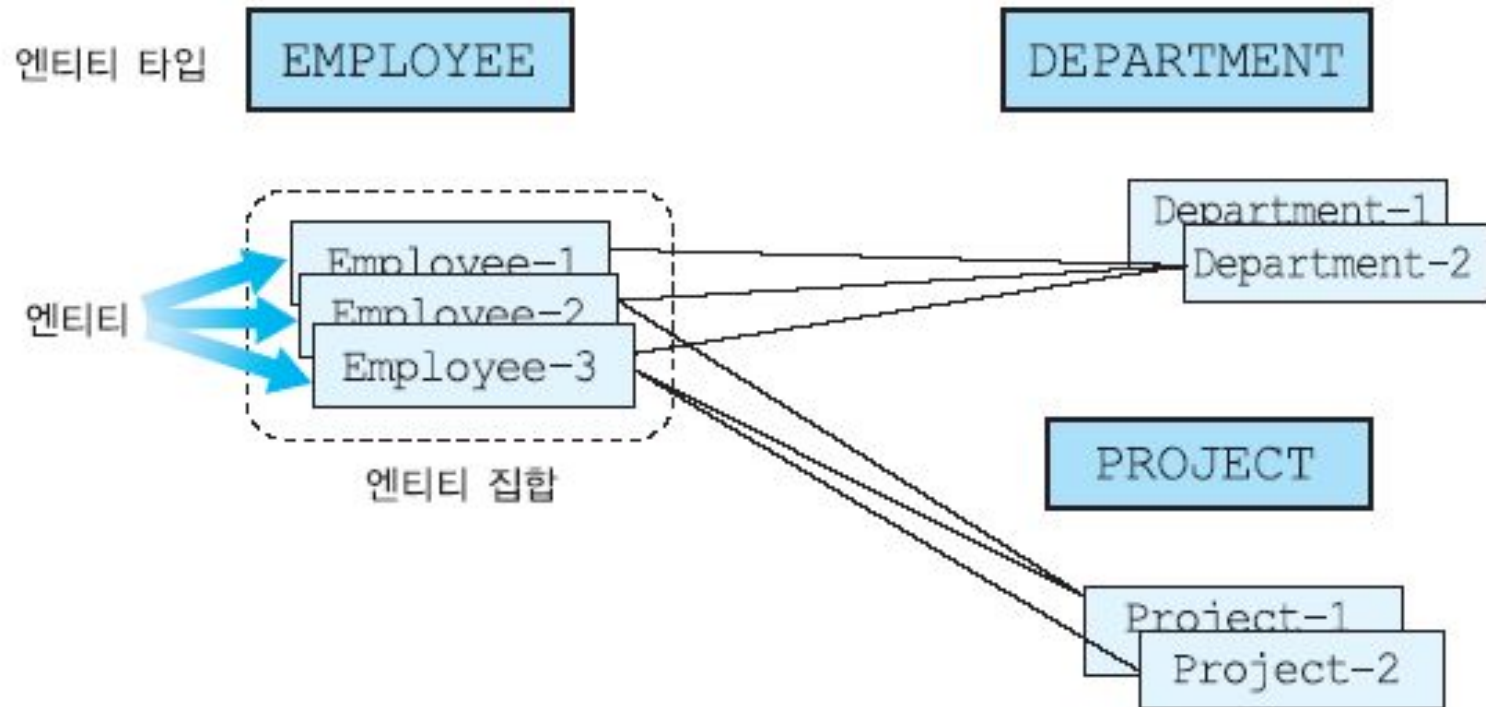 엔티티 타입
EMPLOYEE
DEPARTMENT
엔티티
Employee-1
Employee-2
Employee-3
엔티티 집합
Department-1
Department-2
PROJECT
Project-1
Project-2